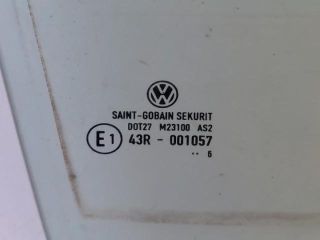 SAINT-GOBAIN SEKURIT
DOT27 M23100 AS2
E1 43R - 001057
·· 6